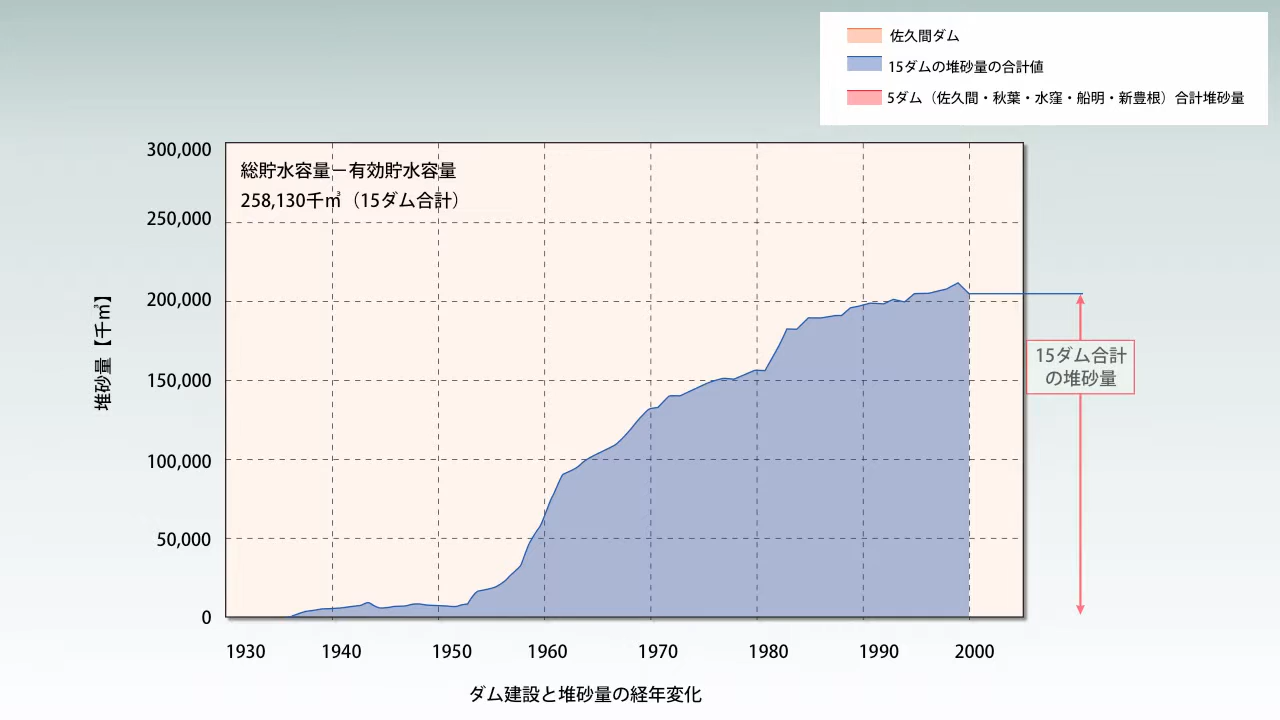 佐久間ダム
15ダムの堆砂量の合計値
5ダム（佐久間・秋葉・水窪・船明・新豊根）合計堆砂量
総貯水容量－有効貯水容量
258,130千㎥（15ダム合計）
堆砂量【千㎥】
300,000
250,000
200,000
150,000
100,000
50,000
0
15ダム合計
の堆砂量
1930 1940 1950 1960 1970 1980 1990 2000
ダム建設と堆砂量の経年変化